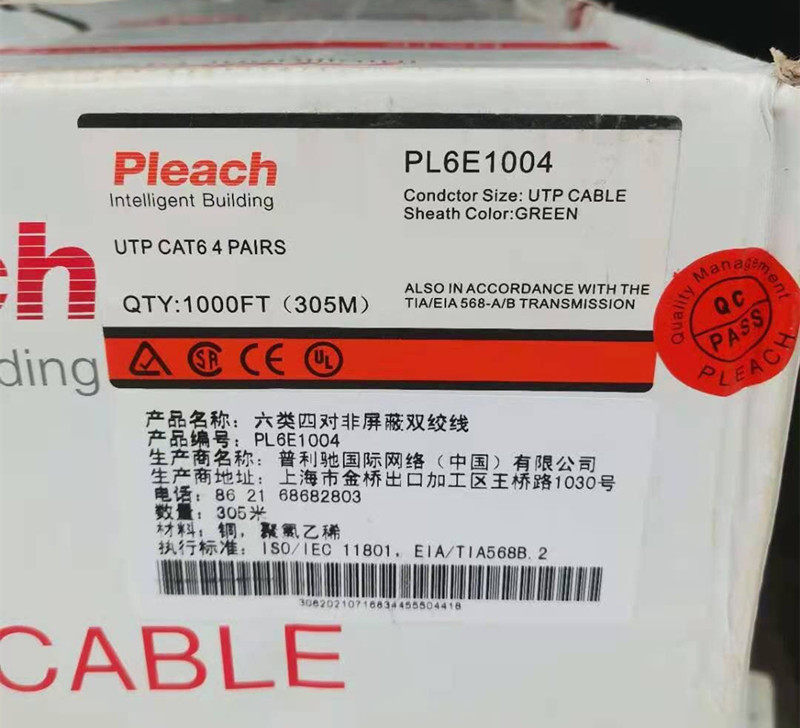 Pleach
Intelligent Building
PL6E1004
Condctor Size: UTP CABLE
Sheath Color:GREEN
UTP CAT6 4 PAIRS
QTY:1000FT（305M）
ALSO IN ACCORDANCE WITH THE
TIA/EIA 568-A/B TRANSMISSION
Quality Management
QC
PASS
PLEACH
ch
ding
SA CE UL
产品名称：六类四对非屏蔽双绞线
产品编号：PL6E1004
生产商名称：普利驰国际网络（中国）有限公司
生产商地址：上海市金桥出口加工区王桥路1030号
电话：86 21 68682803
数量：305米
材料：铜，聚氯乙稀
执行标准：ISO/IEC 11801，EIA/TIA568B.2
30820210716834455504418
CABLE